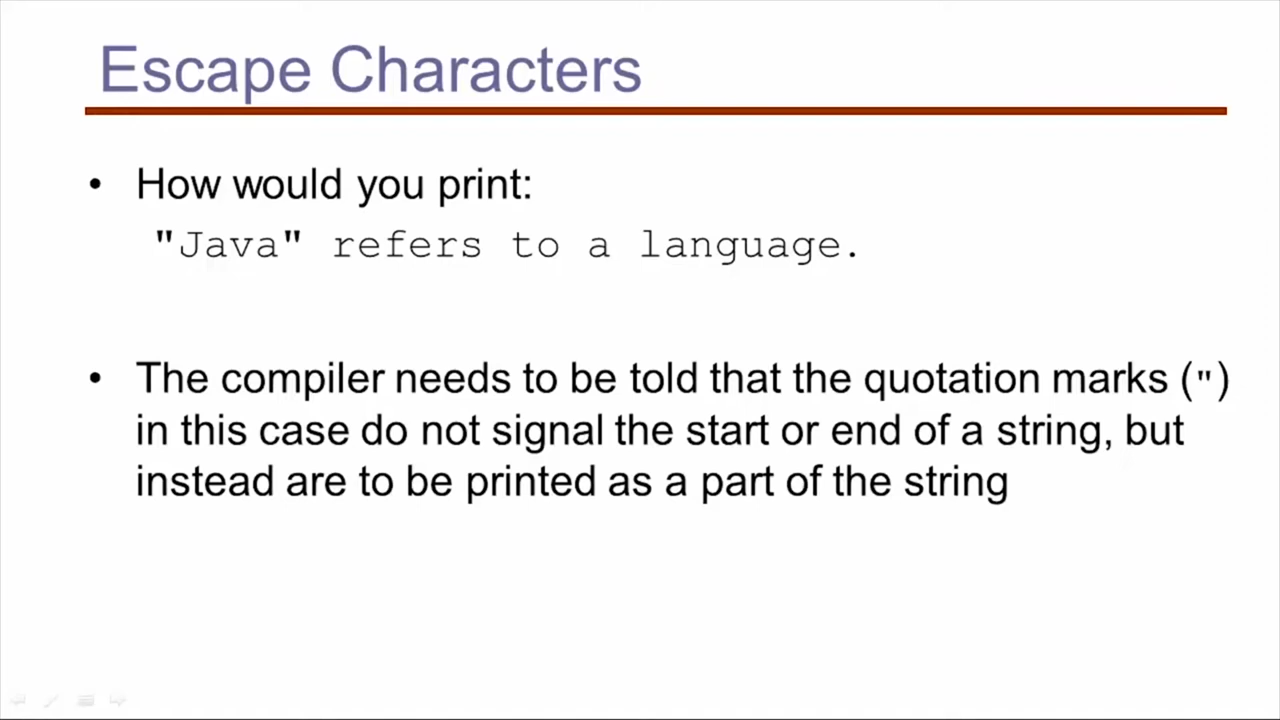 Escape Characters
• How would you print:
"Java" refers to a language.
• The compiler needs to be told that the quotation marks (")
in this case do not signal the start or end of a string, but
instead are to be printed as a part of the string